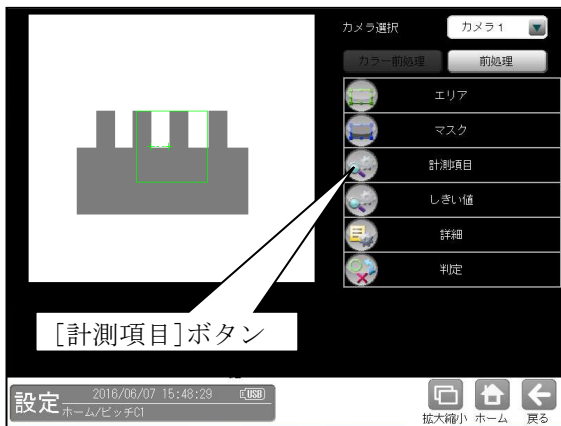 カメラ選択
カメラ1
カラー前処理
前処理
エリア
マスク
計測項目
しきい値
詳細
判定
[計測項目]ボタン
設定
2016/06/07 15:48:29
USB
ホーム/ピッチC1
拡大縮小
ホーム
戻る